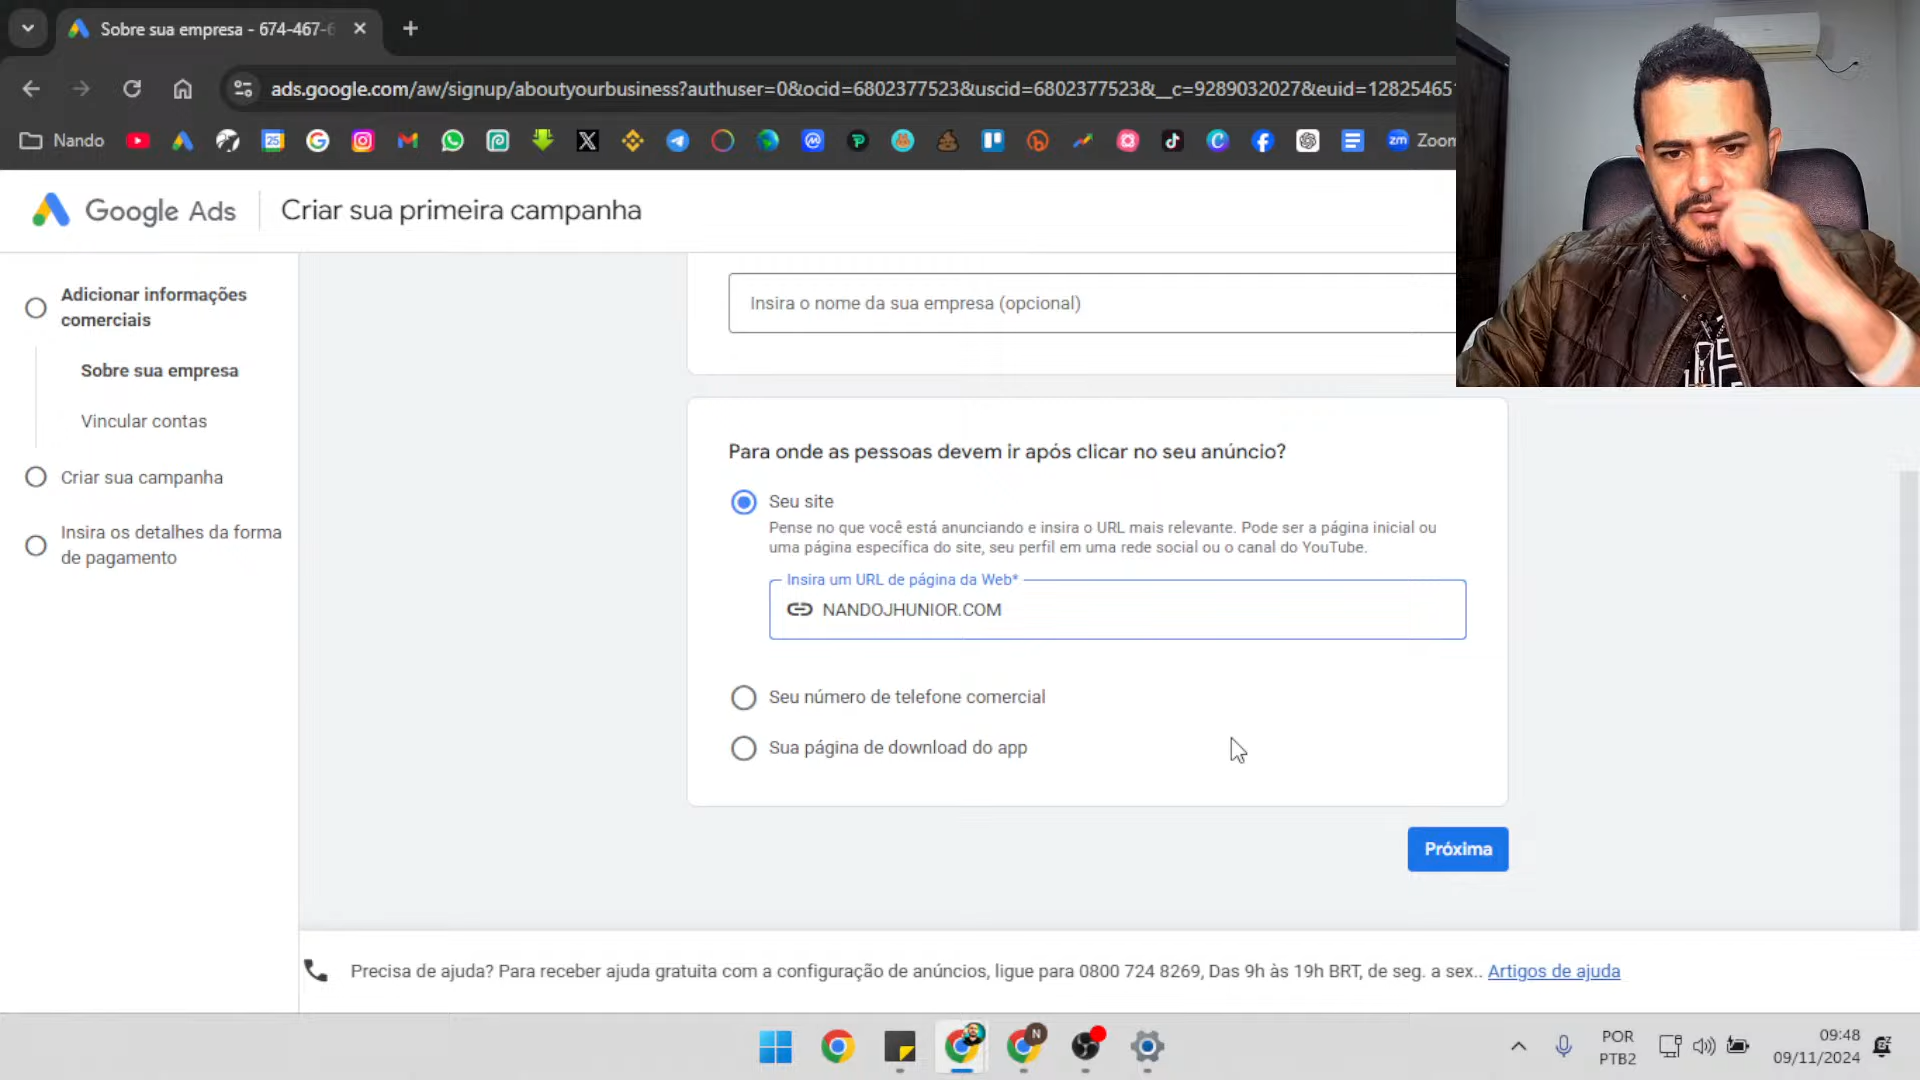 Sobre sua empresa - 674-467-6
ads.google.com/aw/signup/aboutyourbusiness?authuser=0&ocid=6802377523&uscid=6802377523&__c=9289032027&euid=12825465
Nando
Zoom
Google Ads
Criar sua primeira campanha
Adicionar informações
comerciais
Sobre sua empresa
Vincular contas
Criar sua campanha
Insira os detalhes da forma
de pagamento
Insira o nome da sua empresa (opcional)
Para onde as pessoas devem ir após clicar no seu anúncio?
Seu site
Pense no que você está anunciando e insira o URL mais relevante. Pode ser a página inicial ou
uma página específica do site, seu perfil em uma rede social ou o canal do YouTube.
Insira um URL de página da Web*
NANDOJHUNIOR.COM
Seu número de telefone comercial
Sua página de download do app
Próxima
Precisa de ajuda? Para receber ajuda gratuita com a configuração de anúncios, ligue para 0800 724 8269, Das 9h às 19h BRT, de seg. a sex.. Artigos de ajuda
N
POR
PTB2
09:48
09/11/2024